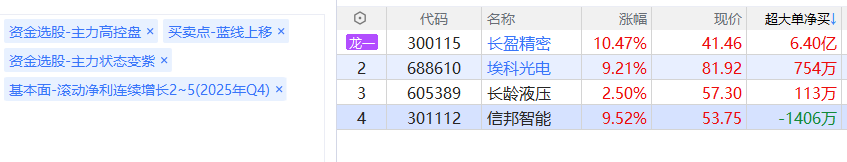 资金选股-主力高控盘 × 买卖点-蓝线上移 ×
资金选股-主力状态变紫 ×
基本面-滚动净利连续增长2~5(2025年Q4) ×
代码 名称 涨幅 现价 超大单净买↓
龙一 300115 长盈精密 10.47% 41.46 6.40亿
2 688610 埃科光电 9.21% 81.92 754万
3 605389 长龄液压 2.50% 57.30 113万
4 301112 信邦智能 9.52% 53.75 -1406万